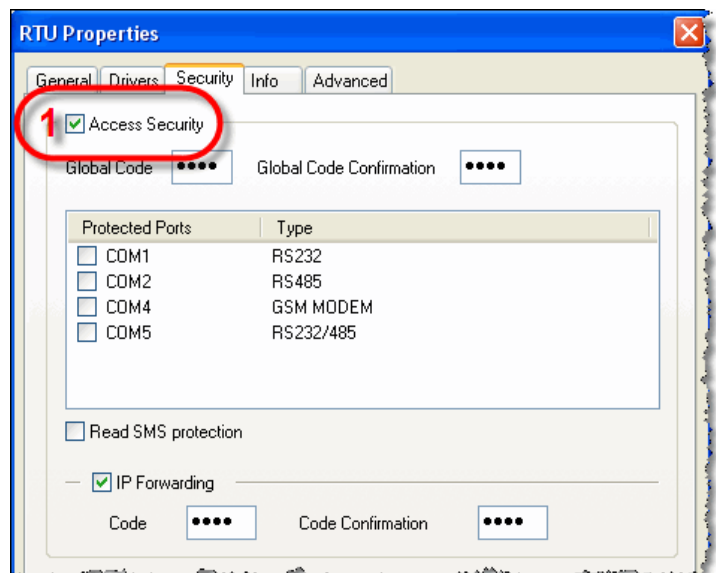 RTU Properties
General Drivers Security Info Advanced
1 Access Security
Global Code •••• Global Code Confirmation ••••
Protected Ports Type
COM1 RS232
COM2 RS485
COM4 GSM MODEM
COM5 RS232/485
Read SMS protection
IP Forwarding
Code •••• Code Confirmation ••••